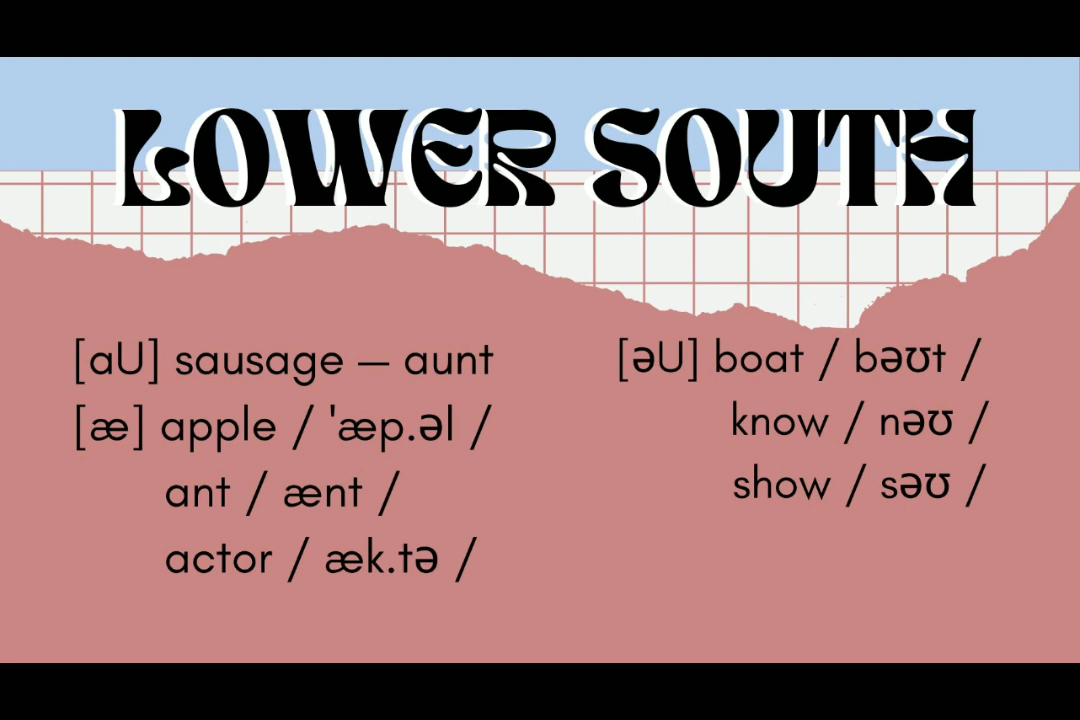 LOWER SOUTH
[aU] sausage — aunt
[æ] apple / ˈæp.əl /
ant / ænt /
actor / æk.tə /
[əU] boat / bəʊt /
know / nəʊ /
show / səʊ /